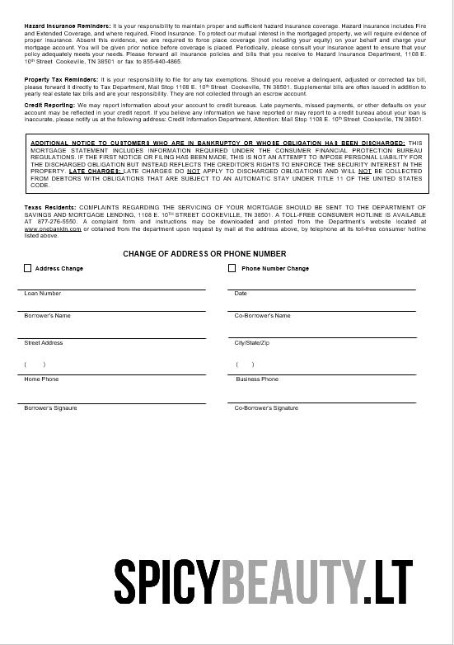 Hazard Insurance Reminders: It is your responsibility to maintain proper and sufficient hazard insurance coverage. Hazard insurance includes Fire
and Extended Coverage, and where required, Flood Insurance. To protect our mutual interest in the mortgaged property, we will require evidence of
proper insurance. Absent this evidence, we are required to force place coverage (not including your equity) on your behalf and charge your
mortgage account. You will be given prior notice before coverage is placed. Periodically, please consult your insurance agent to ensure that your
policy adequately meets your needs. Please forward all insurance policies and bills that you receive to Hazard Insurance Department, 1108 E.
10th Street Cookeville, TN 38501 or fax to 855-640-4865.
Property Tax Reminders: It is your responsibility to file for any tax exemptions. Should you receive a delinquent, adjusted or corrected tax bill,
please forward it directly to Tax Department, Mail Stop 1108 E. 10th Street Cookeville, TN 38501. Supplemental bills are often issued in addition to
yearly real estate tax bills and are your responsibility. They are not collected through an escrow account.
Credit Reporting: We may report information about your account to credit bureaus. Late payments, missed payments, or other defaults on your
account may be reflected in your credit report. If you believe any information we have reported or may report to a credit bureau about your loan is
inaccurate, please notify us at the following address: Credit Information Department, Attention: Mail Stop 1108 E. 10th Street Cookeville, TN 38501.
ADDITIONAL NOTICE TO CUSTOMERS WHO ARE IN BANKRUPTCY OR WHOSE OBLIGATION HAS BEEN DISCHARGED: THIS
MORTGAGE STATEMENT INCLUDES INFORMATION REQUIRED UNDER THE CONSUMER FINANCIAL PROTECTION BUREAU
REGULATIONS. IF THE FIRST NOTICE OR FILING HAS BEEN MADE, THIS IS NOT AN ATTEMPT TO IMPOSE PERSONAL LIABILITY FOR
THE DISCHARGED OBLIGATION BUT INSTEAD REFLECTS THE CREDITOR'S RIGHTS TO ENFORCE THE SECURITY INTEREST IN THE
PROPERTY. LATE CHARGES: LATE CHARGES DO NOT APPLY TO DISCHARGED OBLIGATIONS AND WILL NOT BE COLLECTED
FROM DEBTORS WITH OBLIGATIONS THAT ARE SUBJECT TO AN AUTOMATIC STAY UNDER TITLE 11 OF THE UNITED STATES
CODE.
Texas Residents: COMPLAINTS REGARDING THE SERVICING OF YOUR MORTGAGE SHOULD BE SENT TO THE DEPARTMENT OF
SAVINGS AND MORTGAGE LENDING, 1108 E. 10TH STREET COOKEVILLE, TN 38501. A TOLL-FREE CONSUMER HOTLINE IS AVAILABLE
AT 877-276-5550. A complaint form and instructions may be downloaded and printed from the Department's website located at
www.onebanktn.com or obtained from the department upon request by mail at the address above, by telephone at its toll-free consumer hotline
listed above.
CHANGE OF ADDRESS OR PHONE NUMBER
Address Change Phone Number Change
Loan Number Date
Borrower's Name Co-Borrower's Name
Street Address City/State/Zip
( ) ( )
Home Phone Business Phone
Borrower's Signaure Co-Borrower's Signature
SPICYBEAUTY.LT